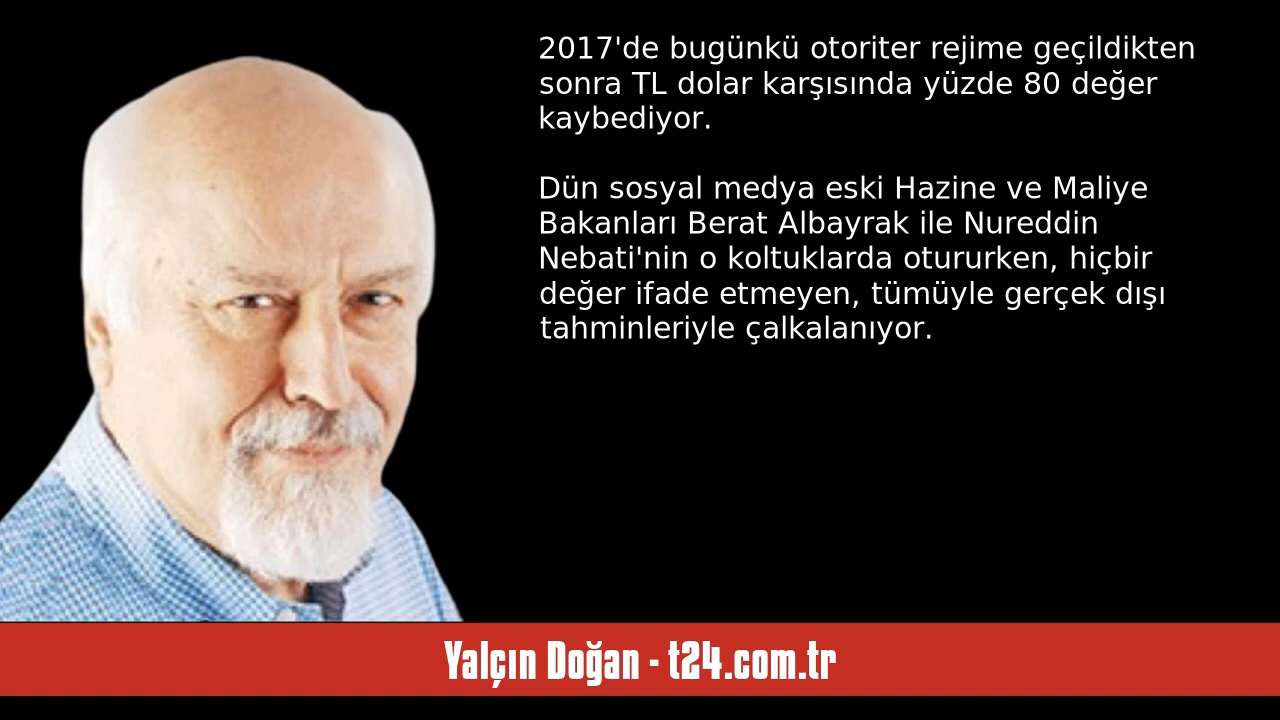 2017'de bugünkü otoriter rejime geçildikten
sonra TL dolar karşısında yüzde 80 değer
kaybediyor.
Dün sosyal medya eski Hazine ve Maliye
Bakanları Berat Albayrak ile Nureddin
Nebati'nin o koltuklarda otururken, hiçbir
değer ifade etmeyen, tümüyle gerçek dışı
tahminleriyle çalkalanıyor.
Yalçın Doğan - t24.com.tr